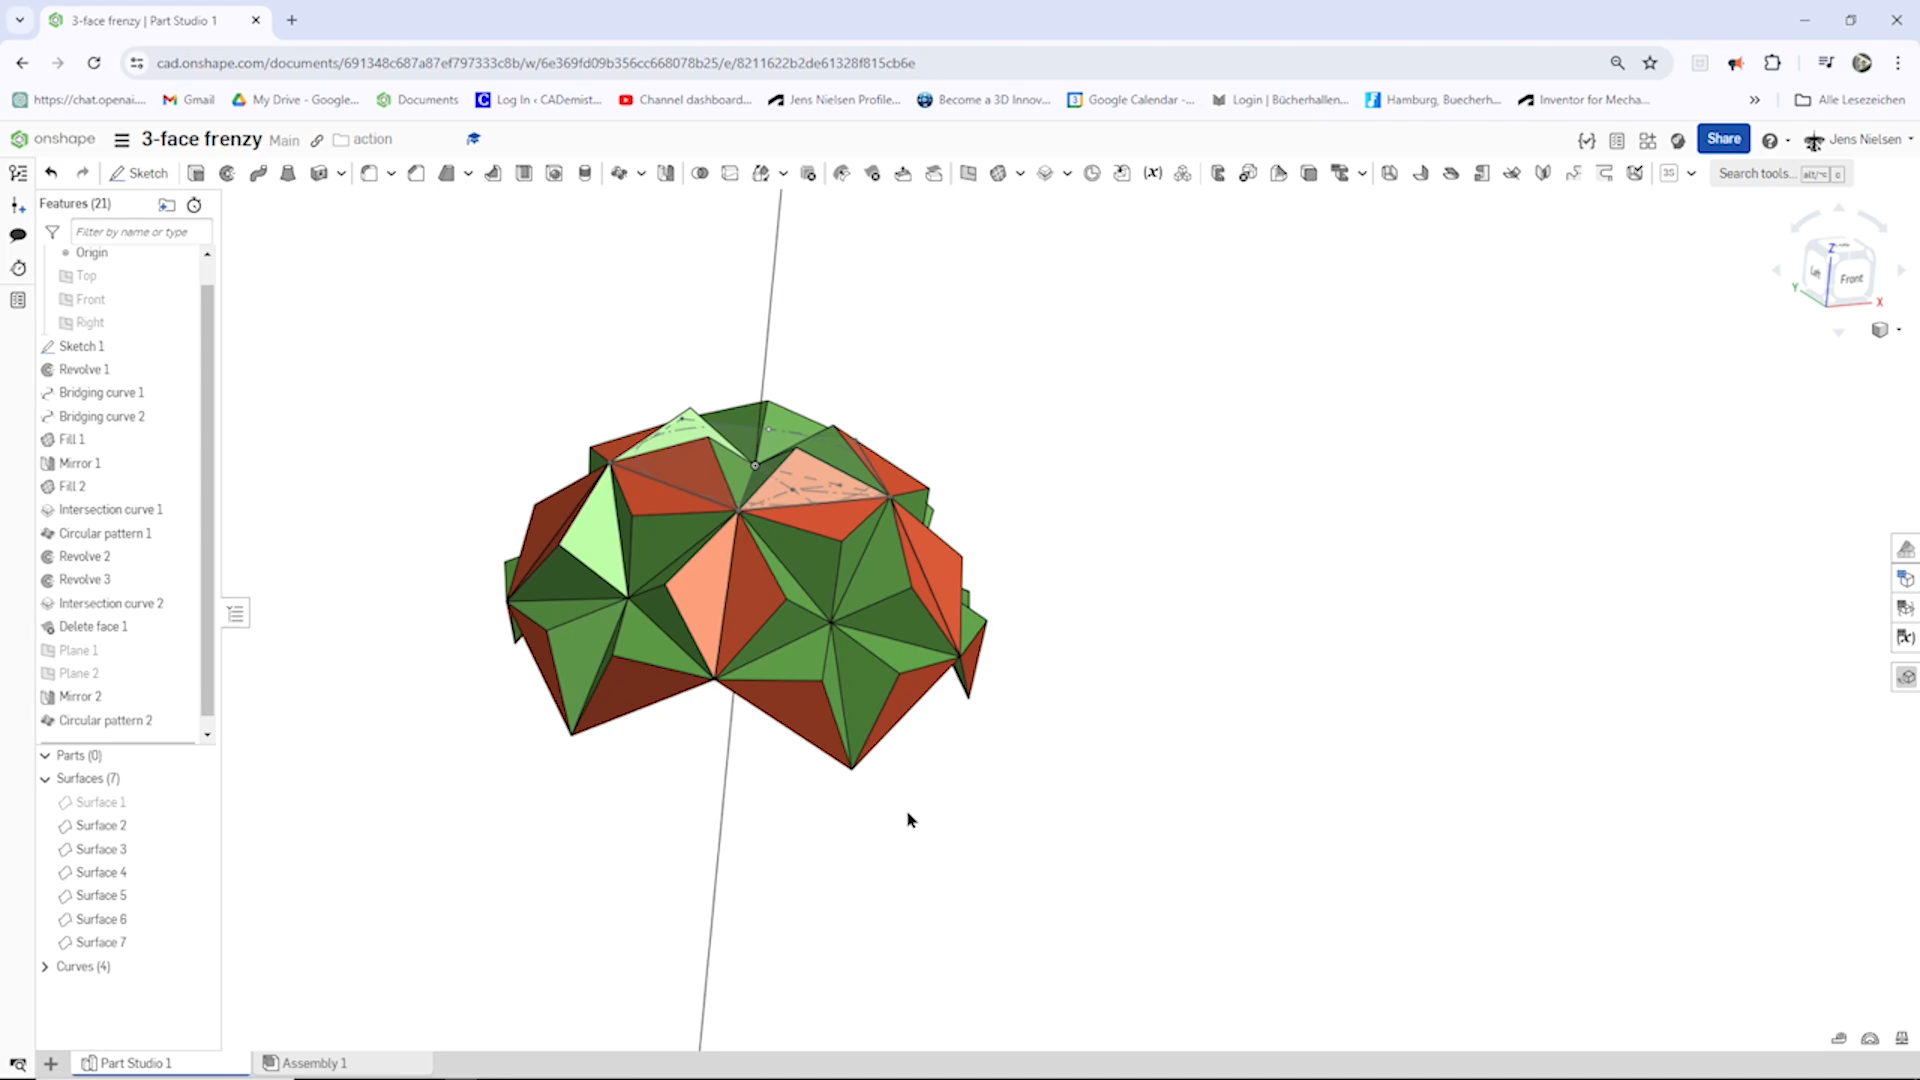 3-face frenzy | Part Studio 1
cad.onshape.com/documents/691348c687a87ef797333c8b/w/6e369fd09b356cc668078b25/e/8211622b2de61328f815cb6e
https://chat.openai.... Gmail My Drive - Google... Documents Log In ‹ CADemist... Channel dashboard... Jens Nielsen Profile... Become a 3D Innov... Google Calendar -... Login | Bücherhallen... Hamburg, Buecherh... Inventor for Mecha... » Alle Lesezeichen
onshape 3-face frenzy Main action Share Jens Nielsen
Sketch Search tools... alt/⌥ c
Features (21)
Filter by name or type
Origin
Top
Front
Right
Sketch 1
Revolve 1
Bridging curve 1
Bridging curve 2
Fill 1
Mirror 1
Fill 2
Intersection curve 1
Circular pattern 1
Revolve 2
Revolve 3
Intersection curve 2
Delete face 1
Plane 1
Plane 2
Mirror 2
Circular pattern 2
Parts (0)
Surfaces (7)
Surface 1
Surface 2
Surface 3
Surface 4
Surface 5
Surface 6
Surface 7
Curves (4)
Z
Left Front
Y X
Part Studio 1 Assembly 1